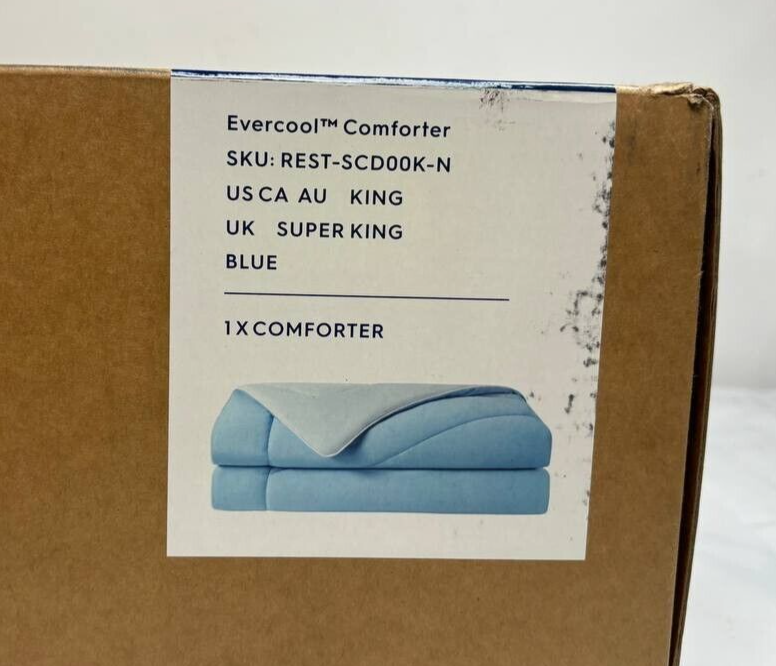 Evercool™ Comforter
SKU: REST-SCD00K-N
US CA AU KING
UK SUPER KING
BLUE
1 X COMFORTER